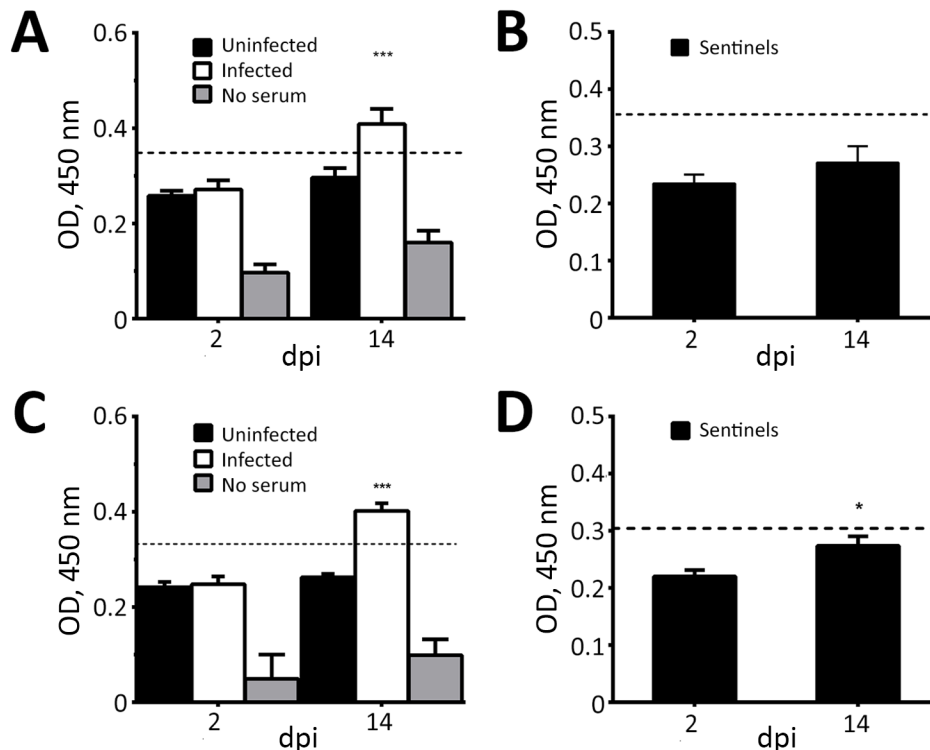 A
OD, 450 nm
0.6
0.4
0.2
0
Uninfected
Infected
No serum
***
2
14
dpi
B
OD, 450 nm
0.5
0.4
0.3
0.2
0.1
0
Sentinels
2
14
dpi
C
OD, 450 nm
0.6
0.4
0.2
0
Uninfected
Infected
No serum
***
2
14
dpi
D
OD, 450 nm
0.5
0.4
0.3
0.2
0.1
0
Sentinels
*
2
14
dpi